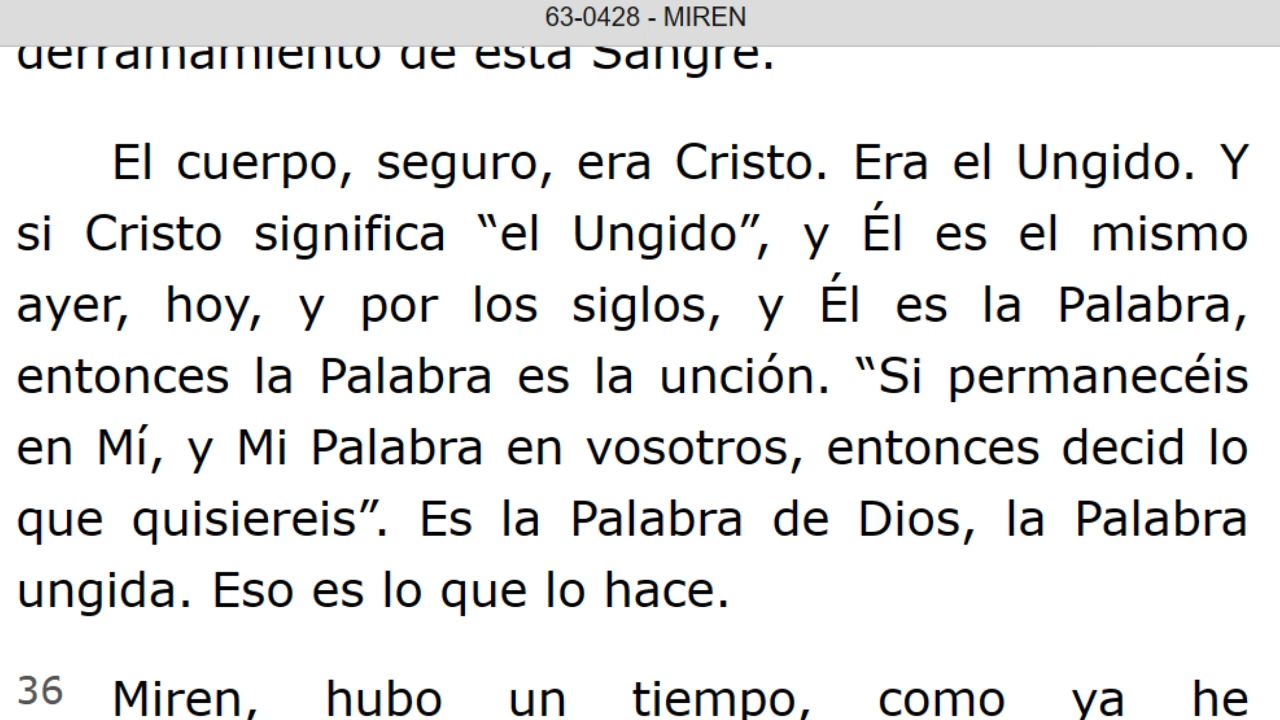 63-0428 - MIREN
derramamiento de esta Sangre.
El cuerpo, seguro, era Cristo. Era el Ungido. Y
si Cristo significa “el Ungido”, y Él es el mismo
ayer, hoy, y por los siglos, y Él es la Palabra,
entonces la Palabra es la unción. “Si permanecéis
en Mí, y Mi Palabra en vosotros, entonces decid lo
que quisiereis”. Es la Palabra de Dios, la Palabra
ungida. Eso es lo que lo hace.
36 Miren, hubo un tiempo, como ya he